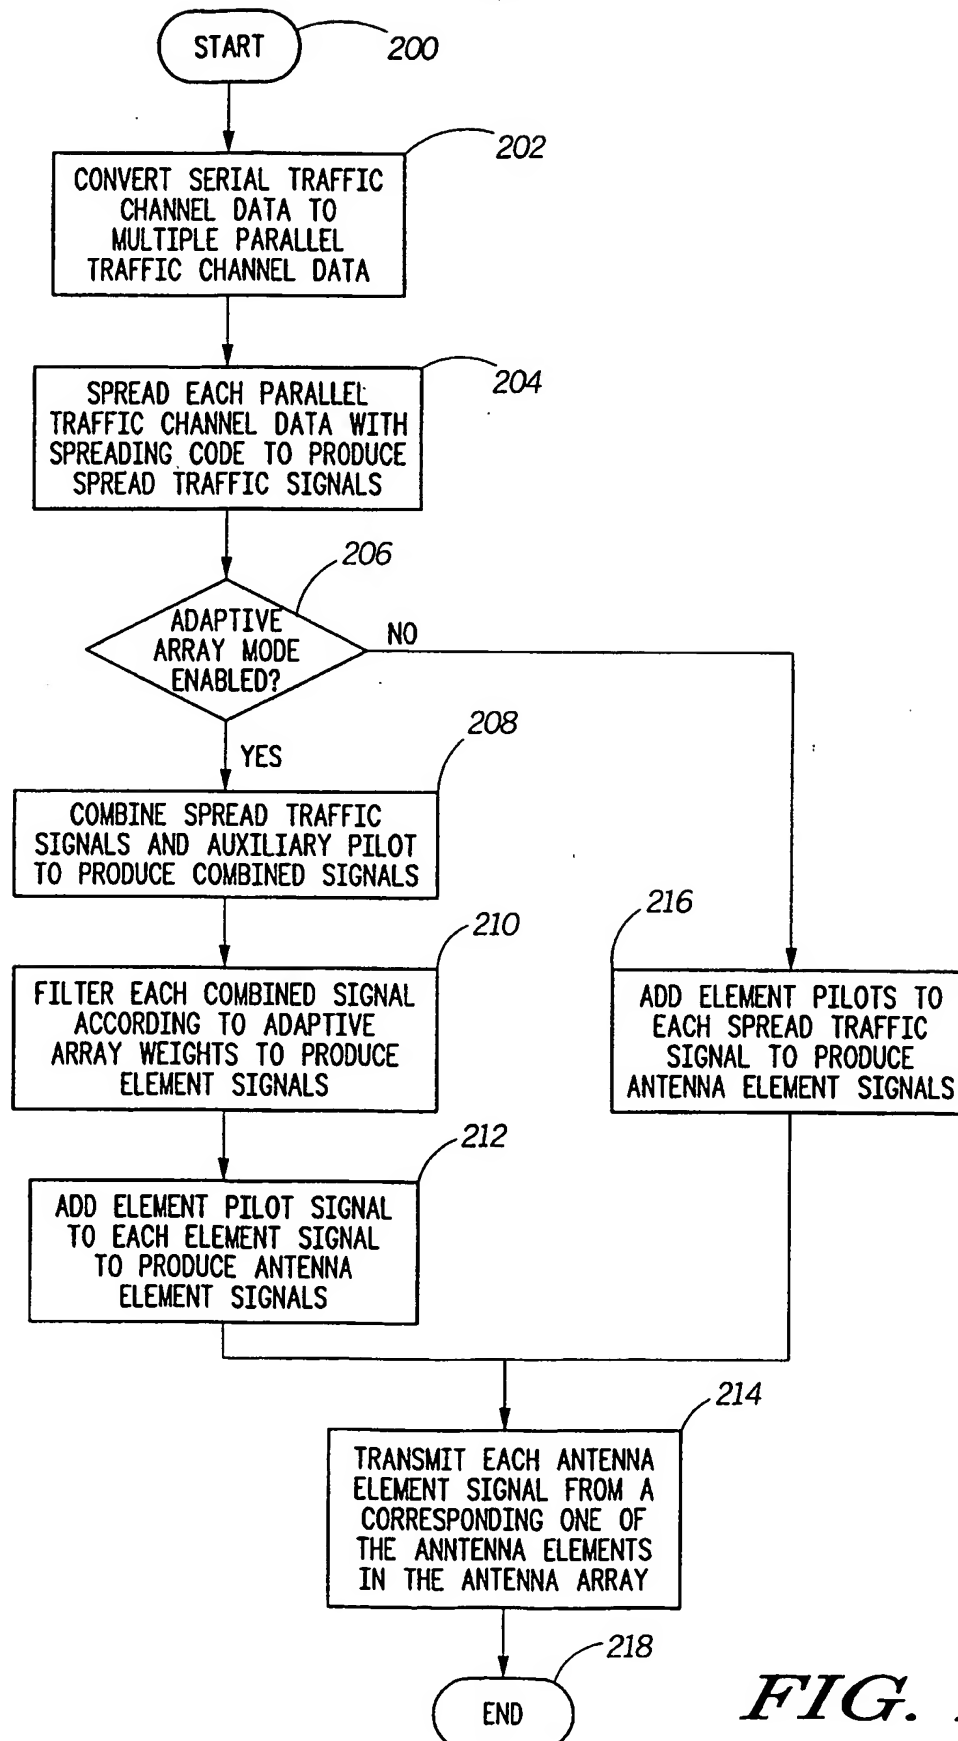 START
200
202
CONVERT SERIAL TRAFFIC
CHANNEL DATA TO
MULTIPLE PARALLEL
TRAFFIC CHANNEL DATA
204
SPREAD EACH PARALLEL
TRAFFIC CHANNEL DATA WITH
SPREADING CODE TO PRODUCE
SPREAD TRAFFIC SIGNALS
206
ADAPTIVE
ARRAY MODE
ENABLED?
NO
YES
208
COMBINE SPREAD TRAFFIC
SIGNALS AND AUXILIARY PILOT
TO PRODUCE COMBINED SIGNALS
210
FILTER EACH COMBINED SIGNAL
ACCORDING TO ADAPTIVE
ARRAY WEIGHTS TO PRODUCE
ELEMENT SIGNALS
216
ADD ELEMENT PILOTS TO
EACH SPREAD TRAFFIC
SIGNAL TO PRODUCE
ANTENNA ELEMENT SIGNALS
212
ADD ELEMENT PILOT SIGNAL
TO EACH ELEMENT SIGNAL
TO PRODUCE ANTENNA
ELEMENT SIGNALS
214
TRANSMIT EACH ANTENNA
ELEMENT SIGNAL FROM A
CORRESPONDING ONE OF
THE ANNTENNA ELEMENTS
IN THE ANTENNA ARRAY
218
END
FIG.